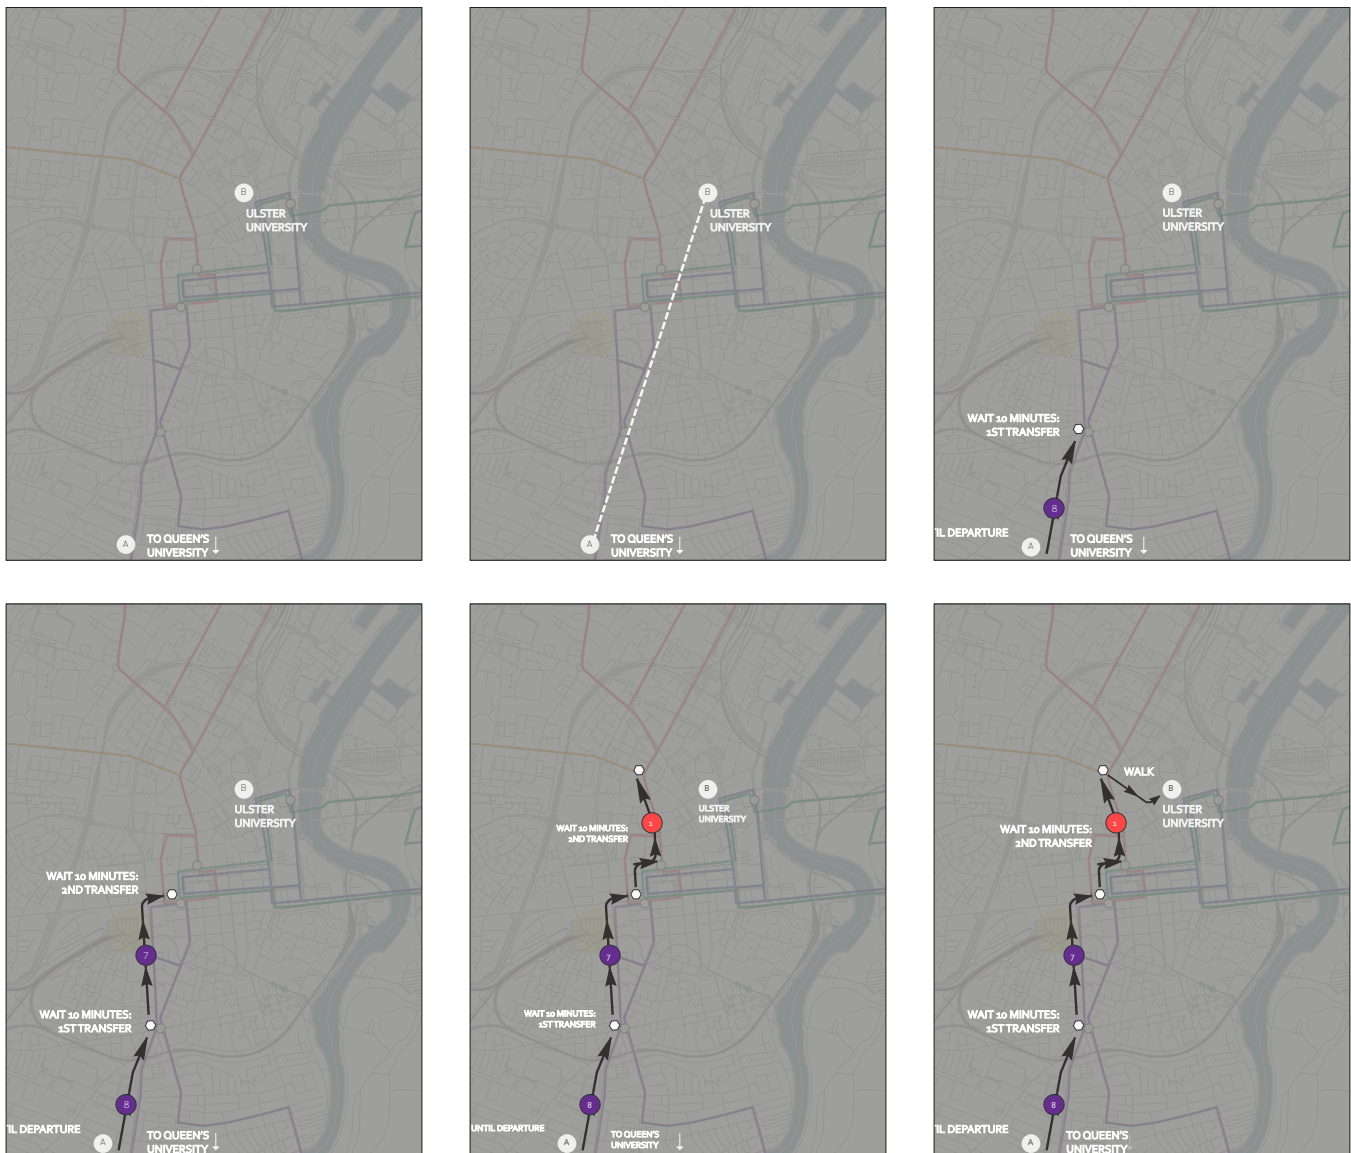 B
ULSTER
UNIVERSITY
A
TO QUEEN'S
UNIVERSITY
B
ULSTER
UNIVERSITY
A
TO QUEEN'S
UNIVERSITY
B
ULSTER
UNIVERSITY
WAIT 10 MINUTES:
1ST TRANSFER
8
IL DEPARTURE
A
TO QUEEN'S
UNIVERSITY
B
ULSTER
UNIVERSITY
WAIT 10 MINUTES:
2ND TRANSFER
7
WAIT 10 MINUTES:
1ST TRANSFER
8
IL DEPARTURE
A
TO QUEEN'S
UNIVERSITY
B
ULSTER
UNIVERSITY
1
WAIT 10 MINUTES:
2ND TRANSFER
7
WAIT 10 MINUTES:
1ST TRANSFER
8
UNTIL DEPARTURE
A
TO QUEEN'S
UNIVERSITY
WALK
B
ULSTER
UNIVERSITY
1
WAIT 10 MINUTES:
2ND TRANSFER
7
WAIT 10 MINUTES:
1ST TRANSFER
8
IL DEPARTURE
A
TO QUEEN'S
UNIVERSITY